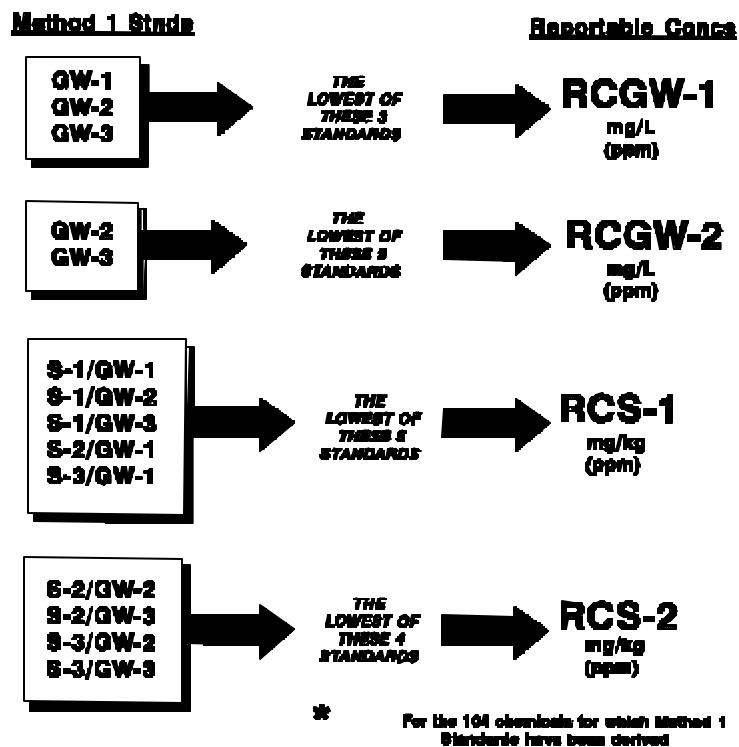 Method 1 Stnds
Reportable Concs
GW-1
GW-2
GW-3
THE
LOWEST OF
THESE 3
STANDARDS
RCGW-1
mg/L
(ppm)
GW-2
GW-3
THE
LOWEST OF
THESE
STANDARDS
RCGW-2
mg/L
(ppm)
S-1/GW-1
S-1/GW-2
S-1/GW-3
S-2/GW-1
S-3/GW-1
THE
LOWEST OF
THESE
STANDARDS
RCS-1
mg/kg
(ppm)
S-2/GW-2
S-2/GW-3
S-3/GW-2
S-3/GW-3
THE
LOWEST OF
THESE 4
STANDARDS
RCS-2
mg/kg
(ppm)
*
For the 104 chemicals for which Method 1
Standards have been derived